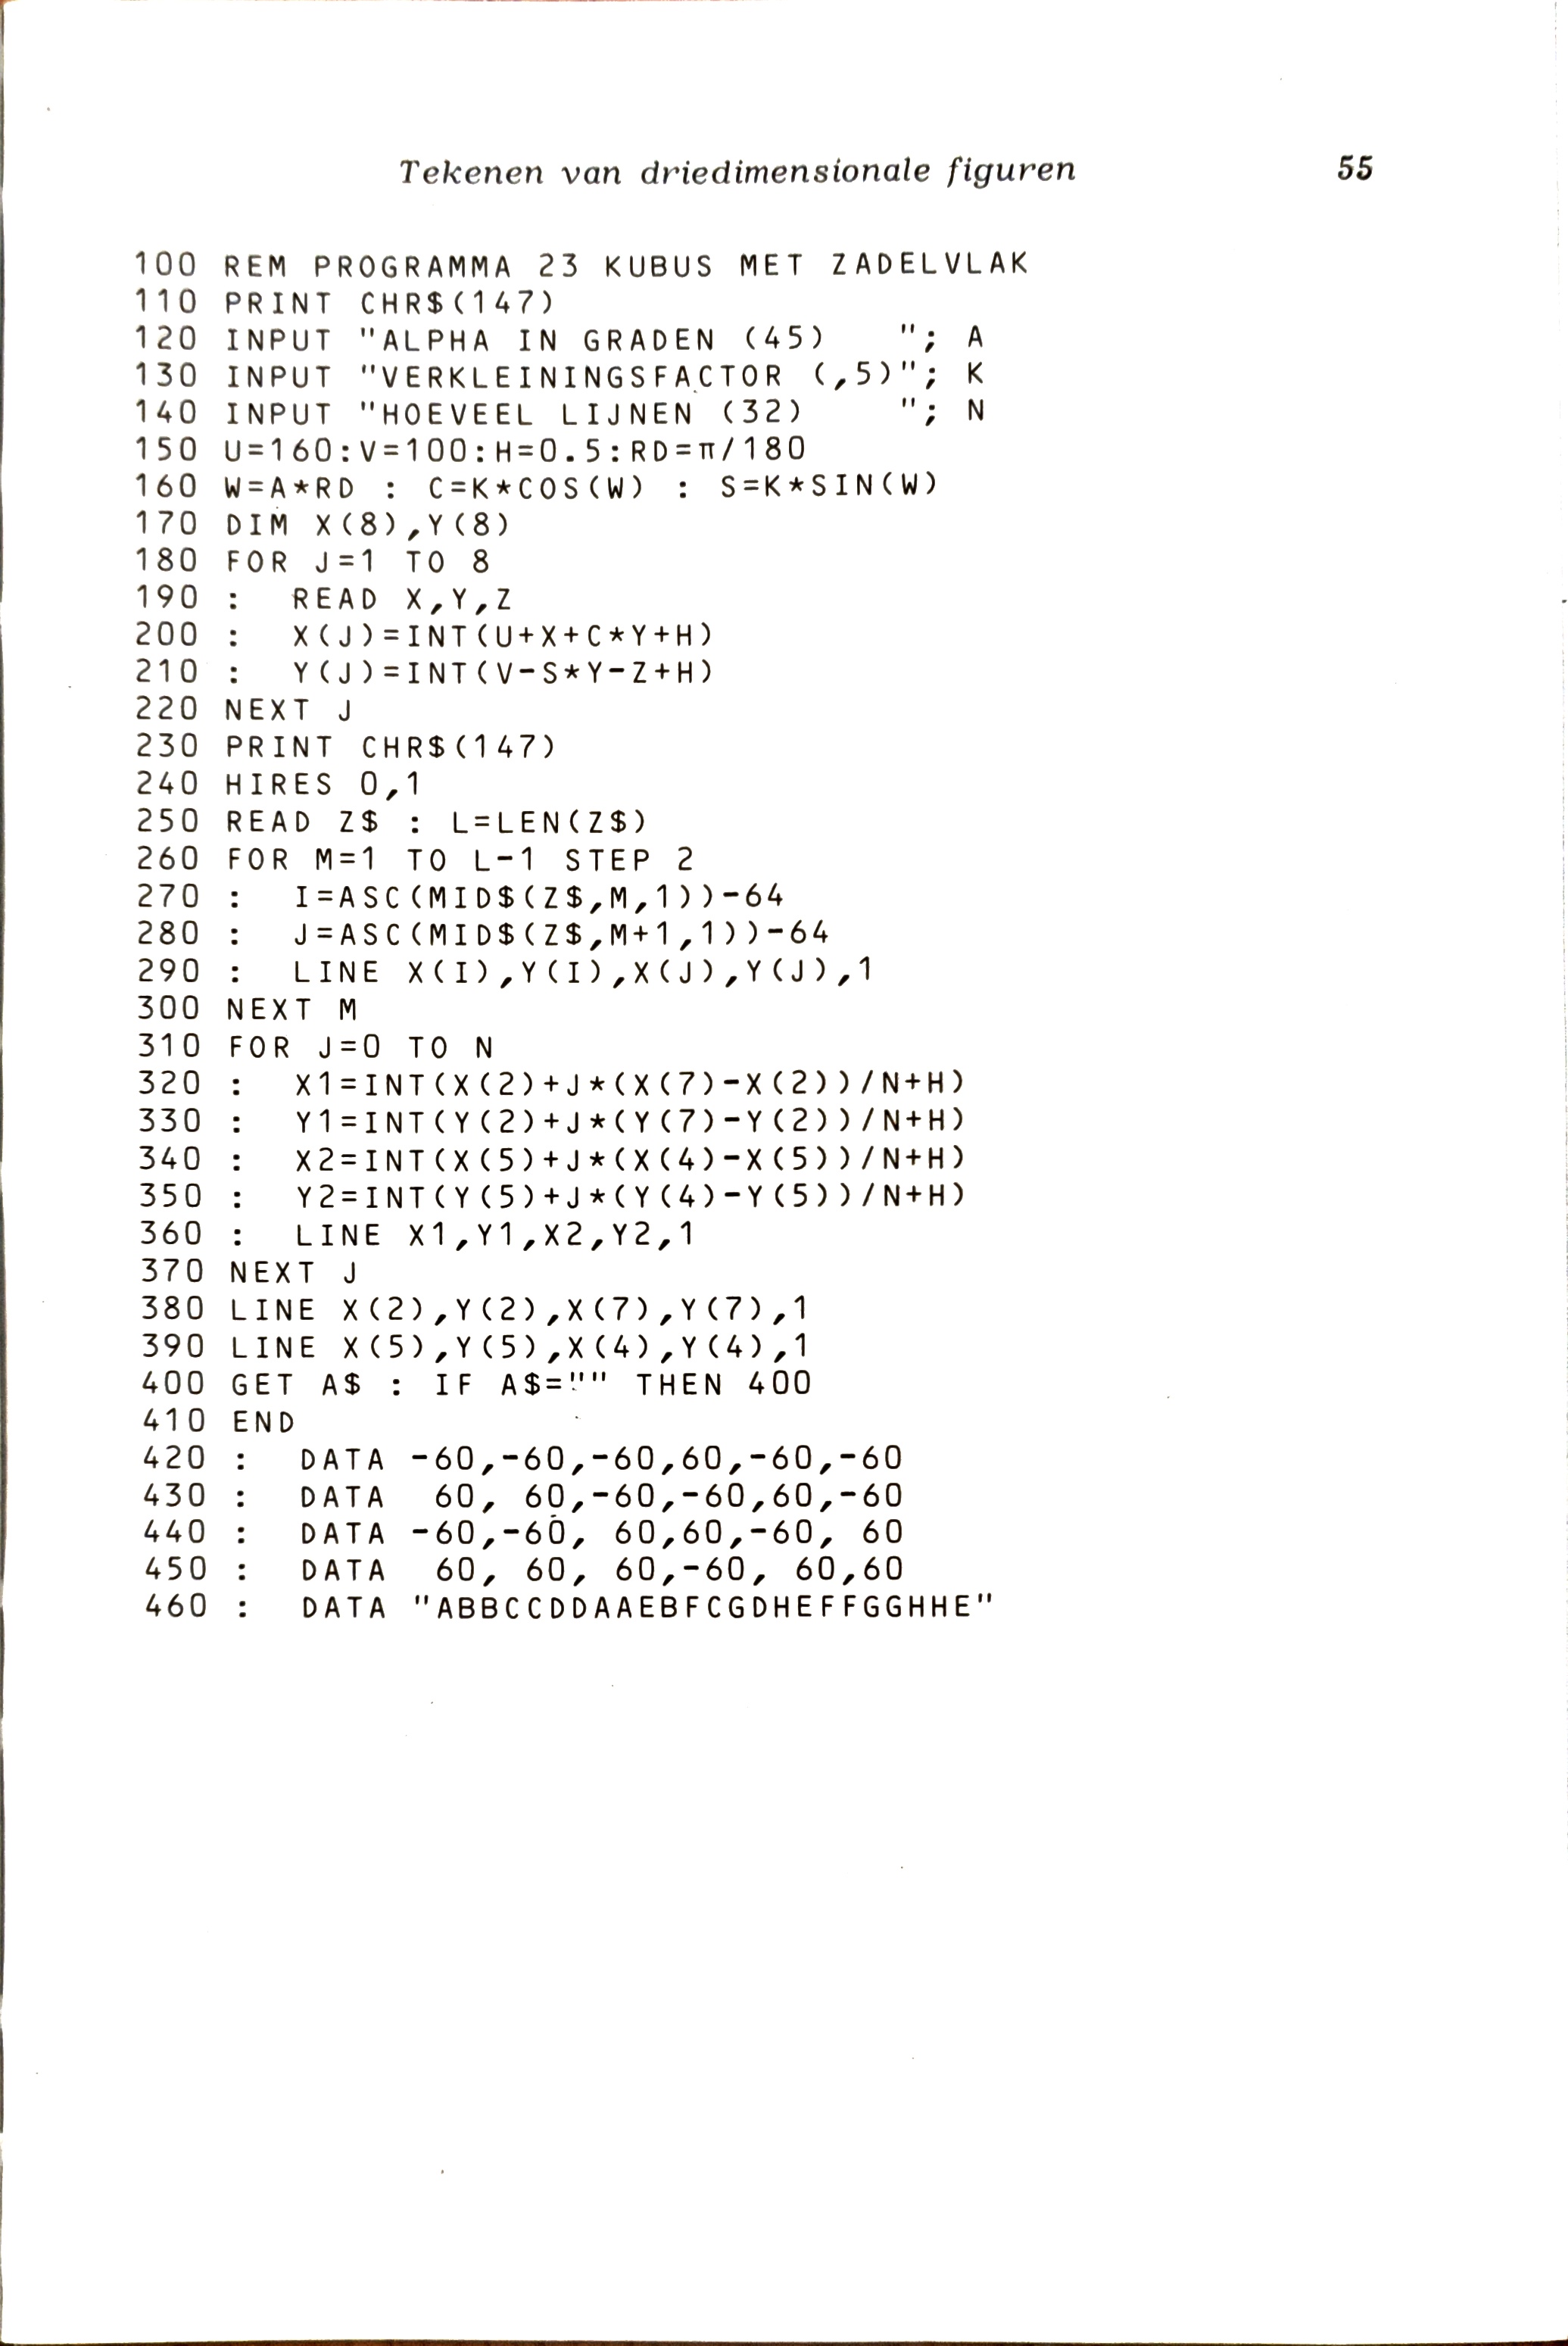 Tekenen van driedimensionale figuren 55
100 REM PROGRAMMA 23 KUBUS MET ZADELVLAK
110 PRINT CHR$(147)
120 INPUT "ALPHA IN GRADEN (45)   "; A
130 INPUT "VERKLEININGSFACTOR (,5)"; K
140 INPUT "HOEVEEL LIJNEN (32)    "; N
150 U=160:V=100:H=0.5:RD=π/180
160 W=A*RD : C=K*COS(W) : S=K*SIN(W)
170 DIM X(8),Y(8)
180 FOR J=1 TO 8
190 :  READ X,Y,Z
200 :  X(J)=INT(U+X+C*Y+H)
210 :  Y(J)=INT(V-S*Y-Z+H)
220 NEXT J
230 PRINT CHR$(147)
240 HIRES 0,1
250 READ Z$ : L=LEN(Z$)
260 FOR M=1 TO L-1 STEP 2
270 :  I=ASC(MID$(Z$,M,1))-64
280 :  J=ASC(MID$(Z$,M+1,1))-64
290 :  LINE X(I),Y(I),X(J),Y(J),1
300 NEXT M
310 FOR J=0 TO N
320 :  X1=INT(X(2)+J*(X(7)-X(2))/N+H)
330 :  Y1=INT(Y(2)+J*(Y(7)-Y(2))/N+H)
340 :  X2=INT(X(5)+J*(X(4)-X(5))/N+H)
350 :  Y2=INT(Y(5)+J*(Y(4)-Y(5))/N+H)
360 :  LINE X1,Y1,X2,Y2,1
370 NEXT J
380 LINE X(2),Y(2),X(7),Y(7),1
390 LINE X(5),Y(5),X(4),Y(4),1
400 GET A$ : IF A$="" THEN 400
410 END
420 :  DATA -60,-60,-60,60,-60,-60
430 :  DATA  60, 60,-60,-60,60,-60
440 :  DATA -60,-60, 60,60,-60, 60
450 :  DATA  60, 60, 60,-60, 60,60
460 :  DATA "ABBCCDDAAEBFCGDHEFFGGHHE"